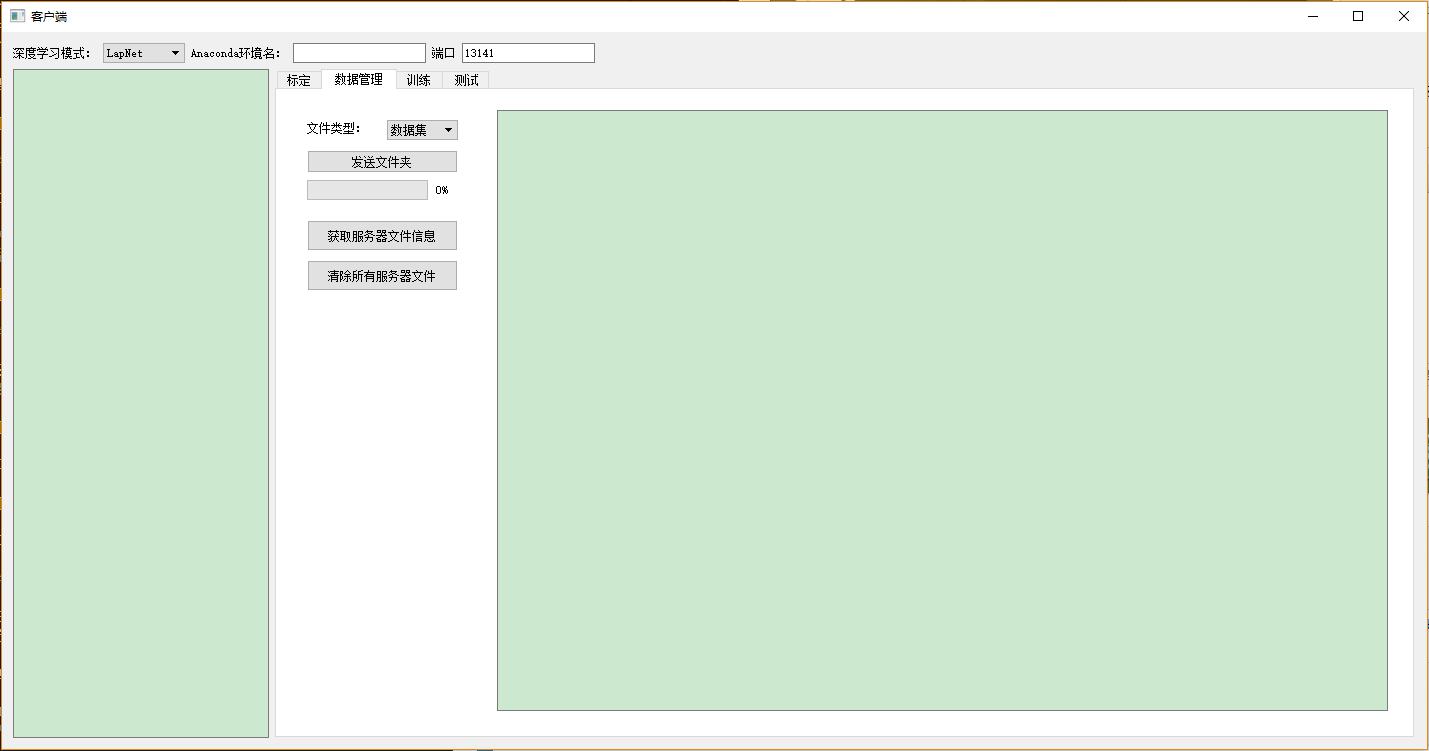 客户端
深度学习模式： LapNet Anaconda环境名： 端口 13141
标定 数据管理 训练 测试
文件类型： 数据集
发送文件夹
0%
获取服务器文件信息
清除所有服务器文件